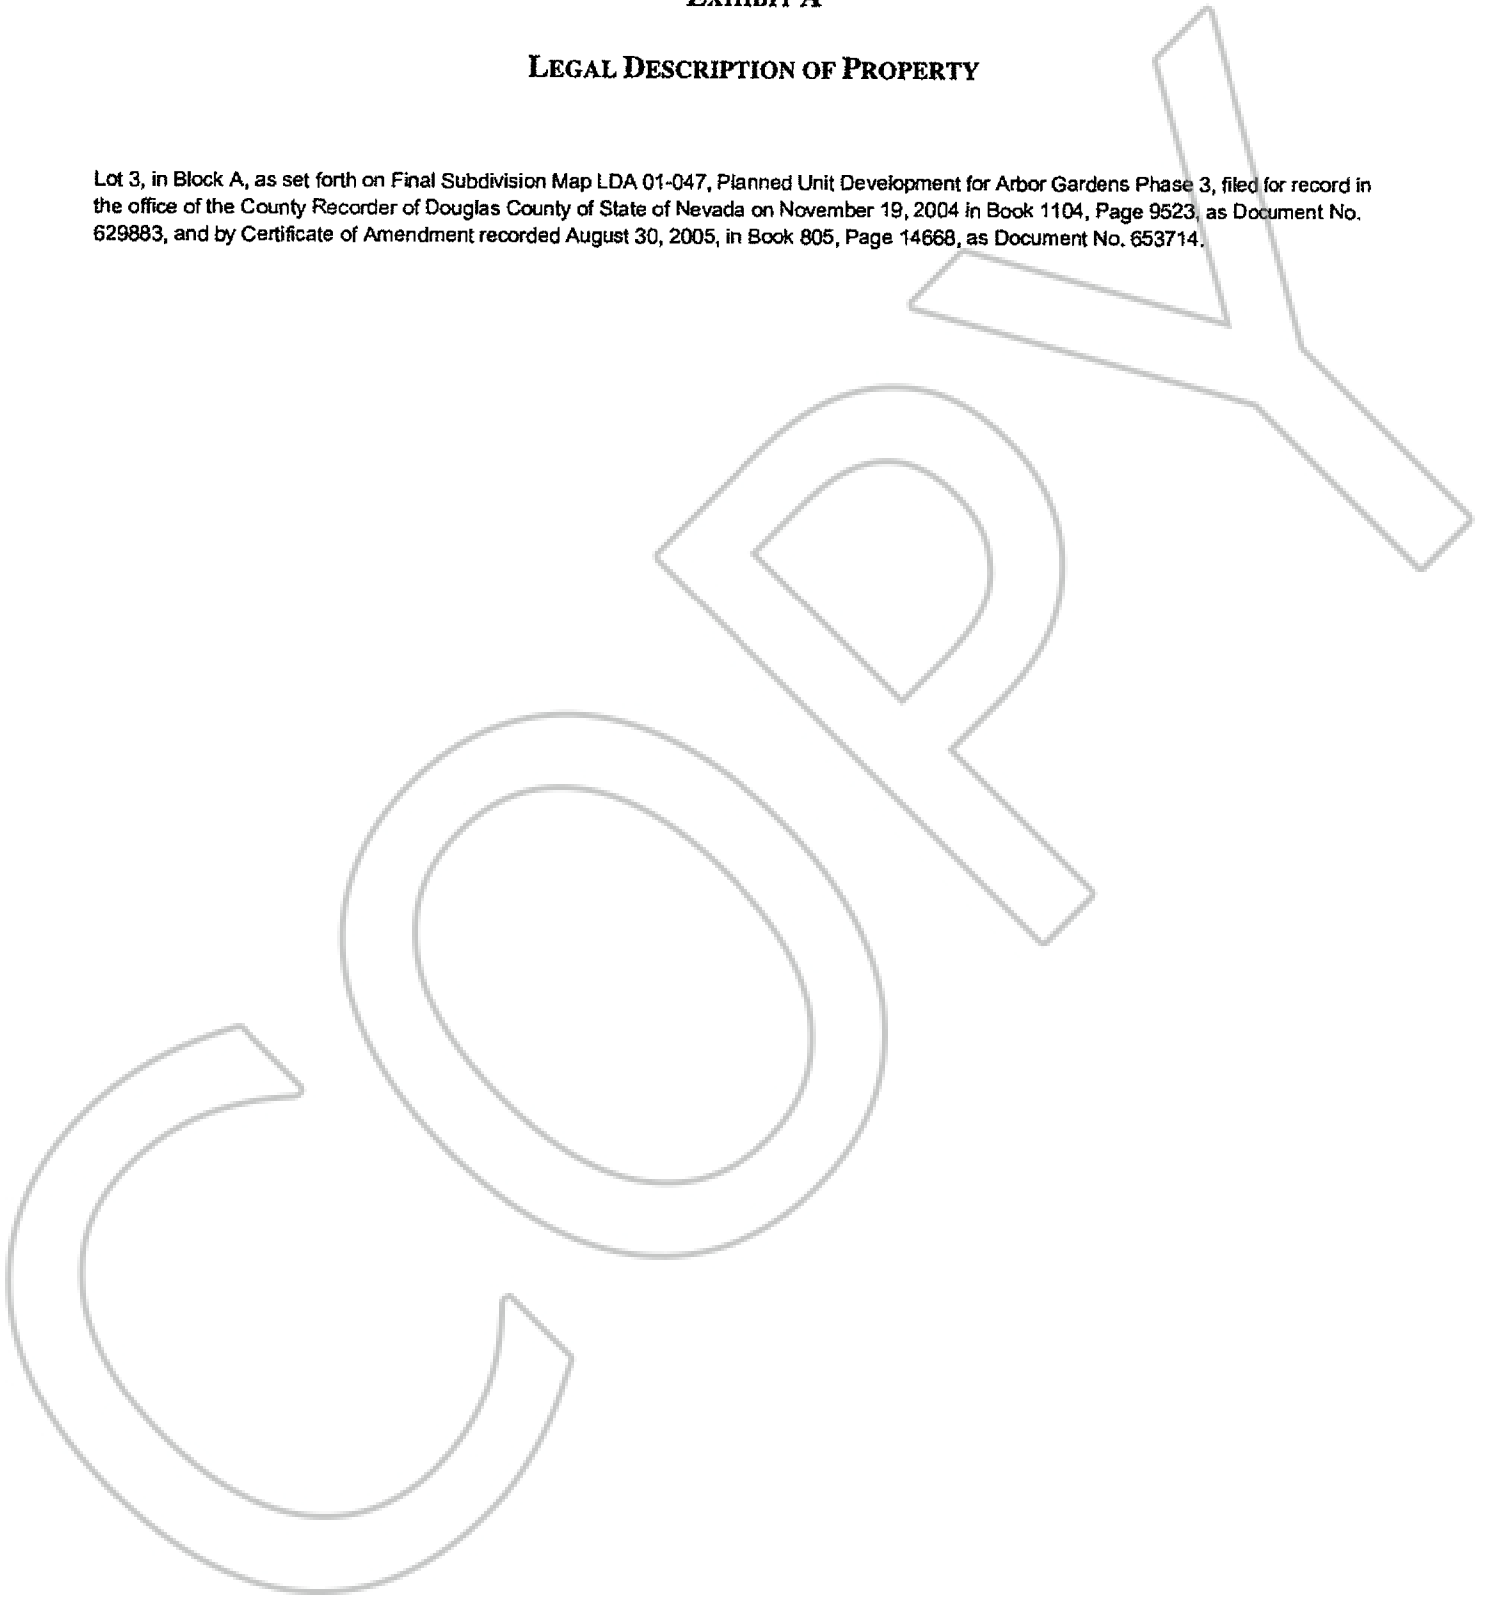 EXHIBIT A
LEGAL DESCRIPTION OF PROPERTY
Lot 3, in Block A, as set forth on Final Subdivision Map LDA 01-047, Planned Unit Development for Arbor Gardens Phase 3, filed for record in
the office of the County Recorder of Douglas County of State of Nevada on November 19, 2004 in Book 1104, Page 9523, as Document No.
629883, and by Certificate of Amendment recorded August 30, 2005, in Book 805, Page 14668, as Document No. 653714.
COPY